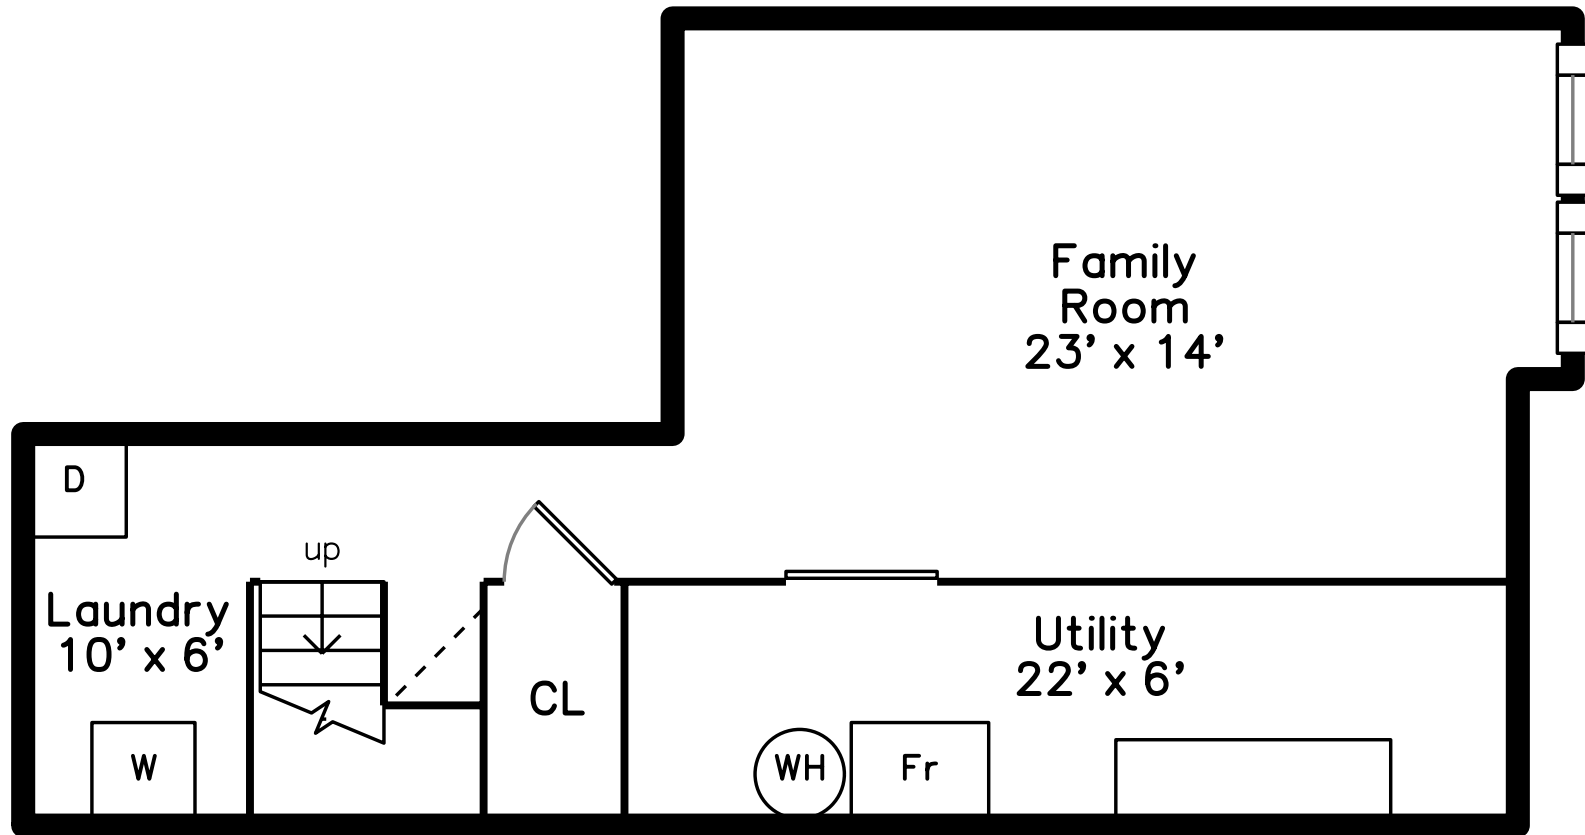 Family
Room
23’ x 14’
D
up
Laundry
10’ x 6’
W
CL
Utility
22’ x 6’
WH
Fr